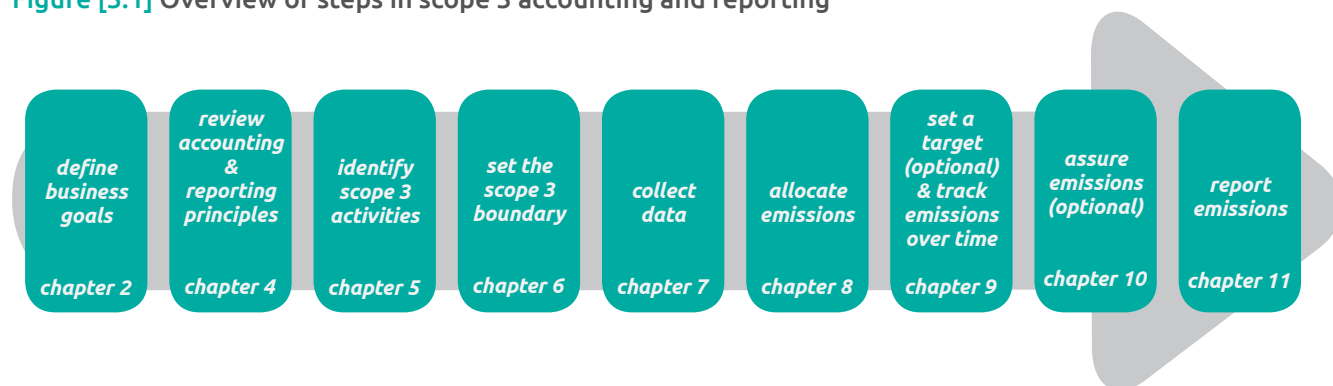 Figure [3.1] Overview of steps in scope 3 accounting and reporting
define
business
goals
chapter 2
review
accounting
&
reporting
principles
chapter 4
identify
scope 3
activities
chapter 5
set the
scope 3
boundary
chapter 6
collect
data
chapter 7
allocate
emissions
chapter 8
set a
target
(optional)
& track
emissions
over time
chapter 9
assure
emissions
(optional)
chapter 10
report
emissions
chapter 11